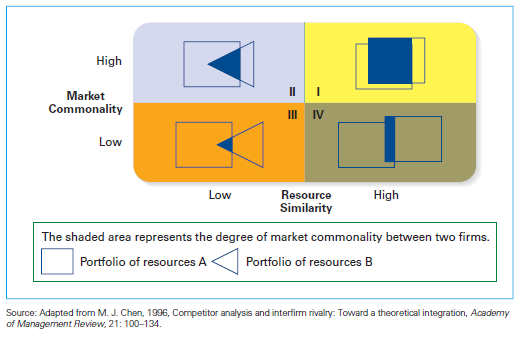 High
II I
Market
Commonality
III IV
Low
Low Resource High
Similarity
The shaded area represents the degree of market commonality between two firms.
Portfolio of resources A Portfolio of resources B
Source: Adapted from M. J. Chen, 1996, Competitor analysis and interfirm rivalry: Toward a theoretical integration, Academy
of Management Review, 21: 100–134.